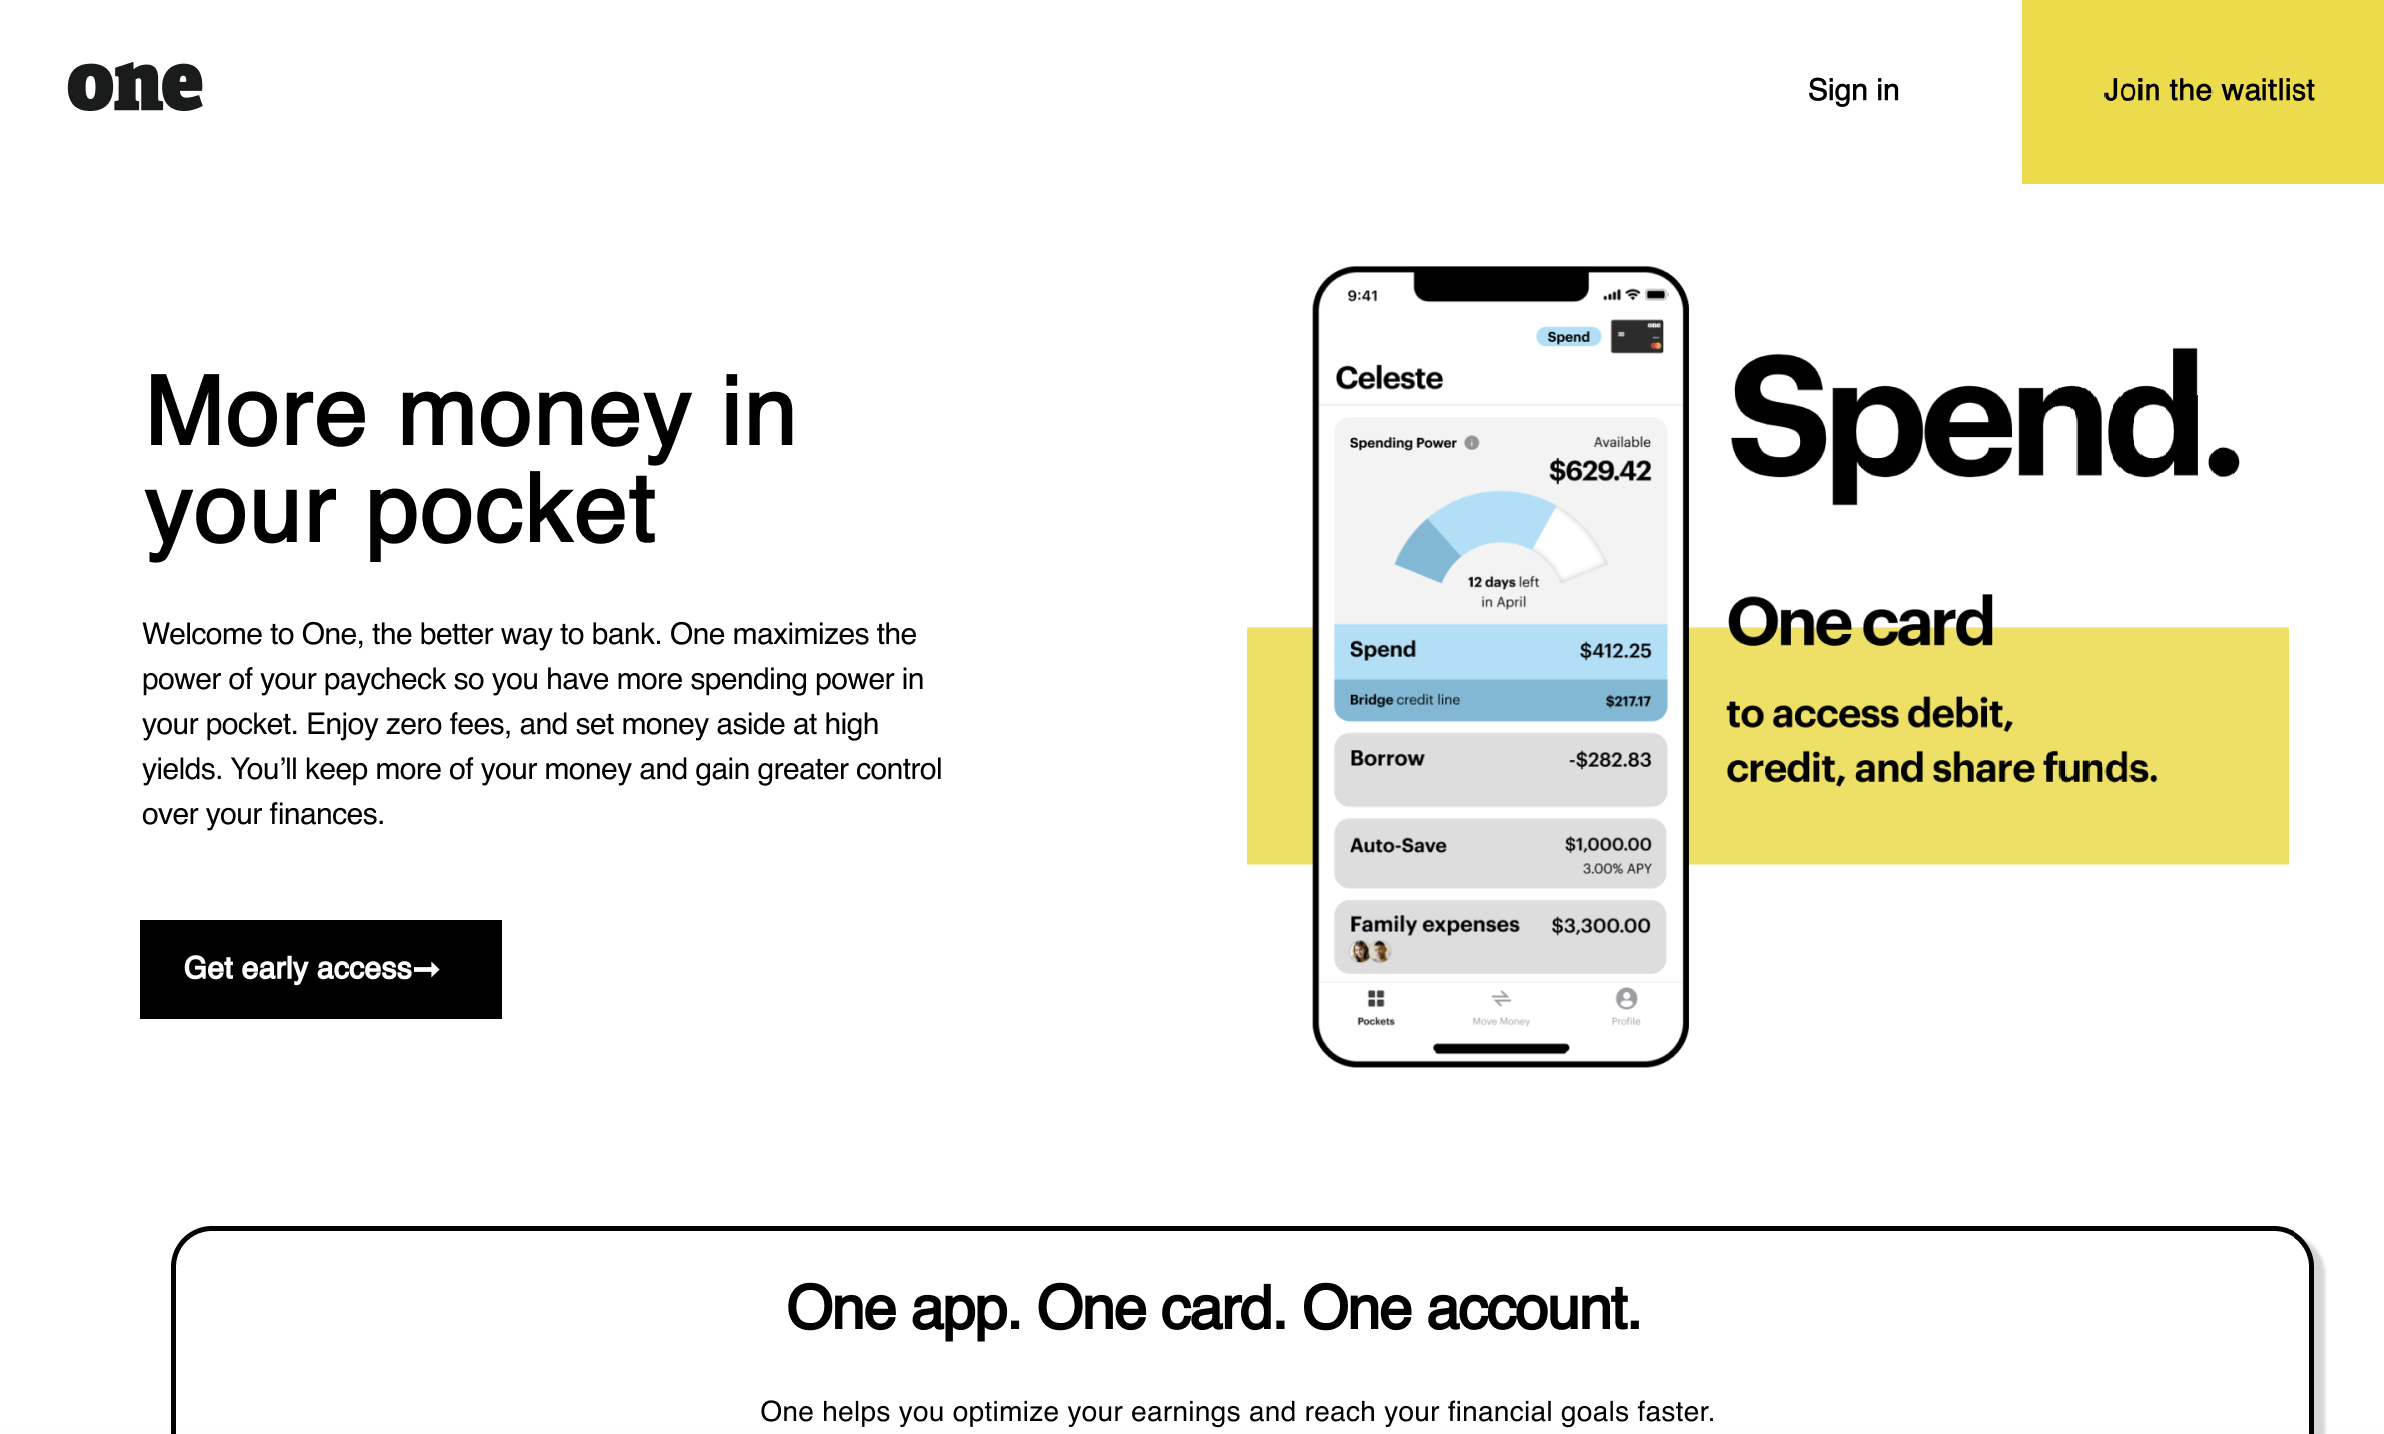 one
Sign in
Join the waitlist
More money in
your pocket
Welcome to One, the better way to bank. One maximizes the
power of your paycheck so you have more spending power in
your pocket. Enjoy zero fees, and set money aside at high
yields. You’ll keep more of your money and gain greater control
over your finances.
Get early access→
9:41
Spend
one
Celeste
Spending Power
Available
$629.42
12 days left
in April
Spend $412.25
Bridge credit line $217.17
Borrow -$282.83
Auto-Save $1,000.00
3.00% APY
Family expenses $3,300.00
Pockets
Move Money
Profile
Spend.
One card
to access debit,
credit, and share funds.
One app. One card. One account.
One helps you optimize your earnings and reach your financial goals faster.